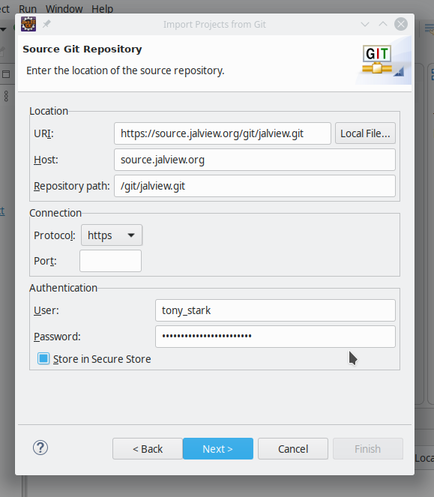 ct Run Window Help
Import Projects from Git
Source Git Repository
Enter the location of the source repository.
GIT
Location
URI: https://source.jalview.org/git/jalview.git Local File...
Host: source.jalview.org
Repository path: /git/jalview.git
Connection
Protocol: https
Port:
Authentication
User: tony_stark
Password: ••••••••••••••••••••••••
Store in Secure Store
? < Back Next > Cancel Finish
Loca